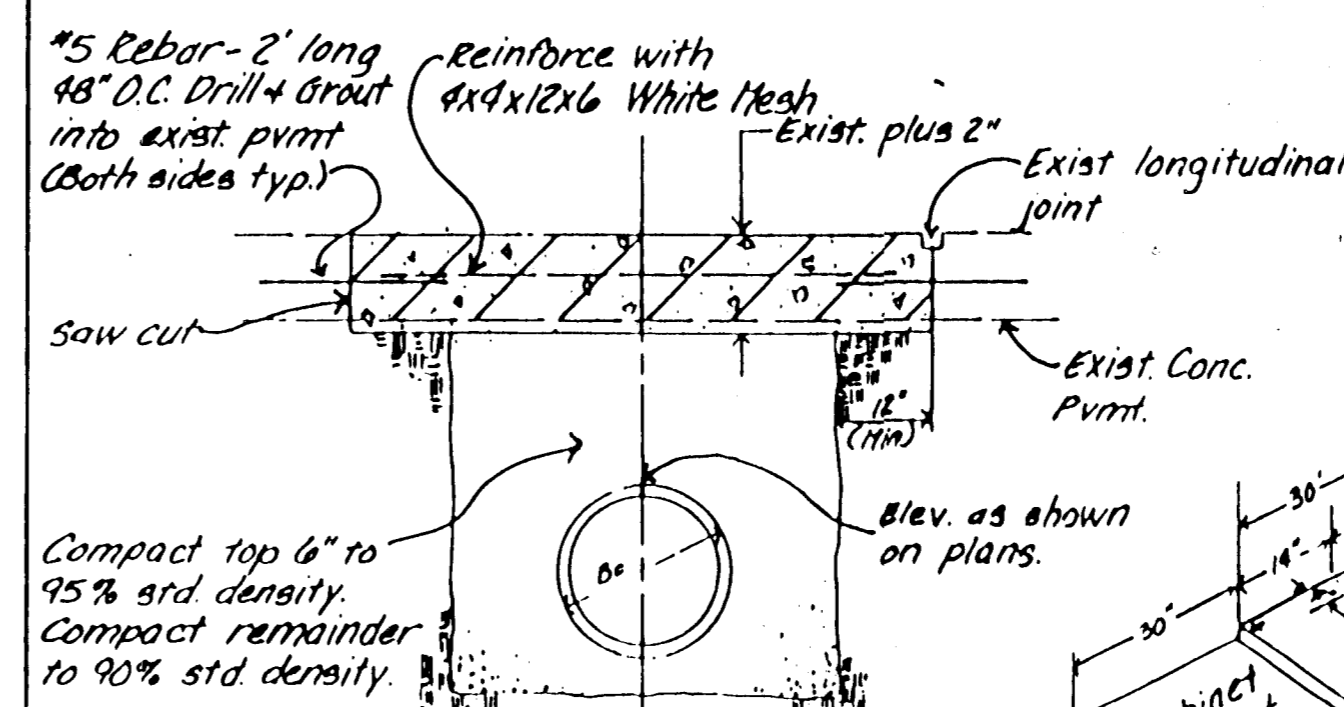 #5 Rebar - 2' long
48" O.C. Drill & Grout
into exist. pvmt
(Both sides typ.)
Reinforce with
4x4x12x6 White Mesh
Exist. plus 2"
Exist longitudinal
joint
Saw cut
Exist. Conc.
Pvmt.
12"
(Min)
Elev. as shown
on plans.
Bc
Compact top 6" to
95% std. density.
Compact remainder
to 90% std. density.
30'
14"
30"